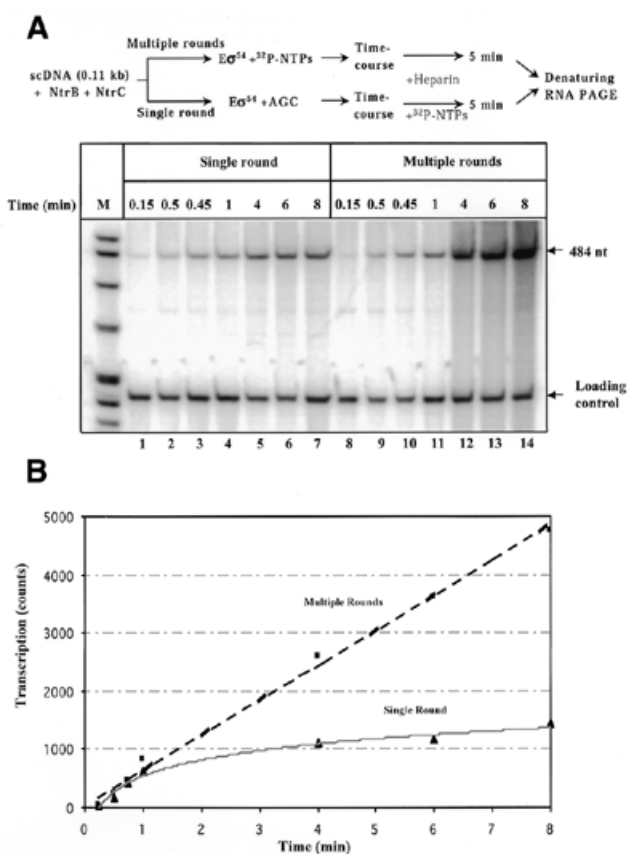 A
Multiple rounds
scDNA (0.11 kb)
+ NtrB + NtrC
Single round
Eσ⁵⁴ +³²P-NTPs
Time-
course
+Heparin
5 min
Eσ⁵⁴ +AGC
Time-
course
+³²P-NTPs
5 min
Denaturing
RNA PAGE
Single round Multiple rounds
Time (min) M 0.15 0.5 0.45 1 4 6 8 0.15 0.5 0.45 1 4 6 8
484 nt
Loading
control
1 2 3 4 5 6 7 8 9 10 11 12 13 14
B
Transcription (counts)
5000
4000
3000
2000
1000
0
Multiple Rounds
Single Round
0 1 2 3 4 5 6 7 8
Time (min)